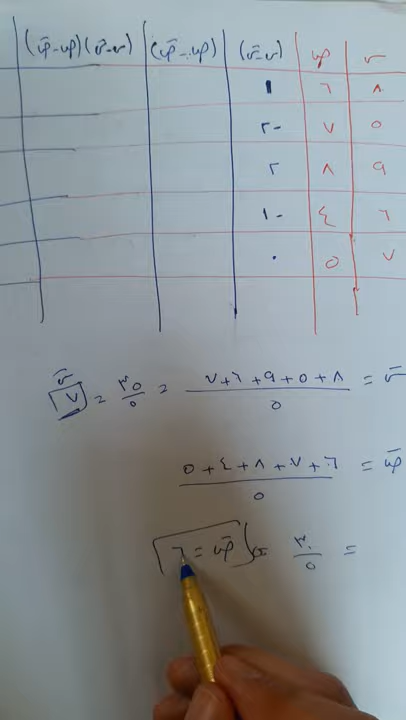 س ص (س-س̄) (ص-ص̄) (س-س̄)(ص-ص̄)
٨ ٦ ١
٥ ٧ -٢
٩ ٨ ٢
٦ ٤ -١
٧ ٥ ٠
س̄ = ٨+٥+٩+٦+٧ / ٥ = ٣٥ / ٥ = ٧ س̄
ص̄ = ٦+٧+٨+٤+٥ / ٥
= ٣٠ / ٥ ص̄ = ٦